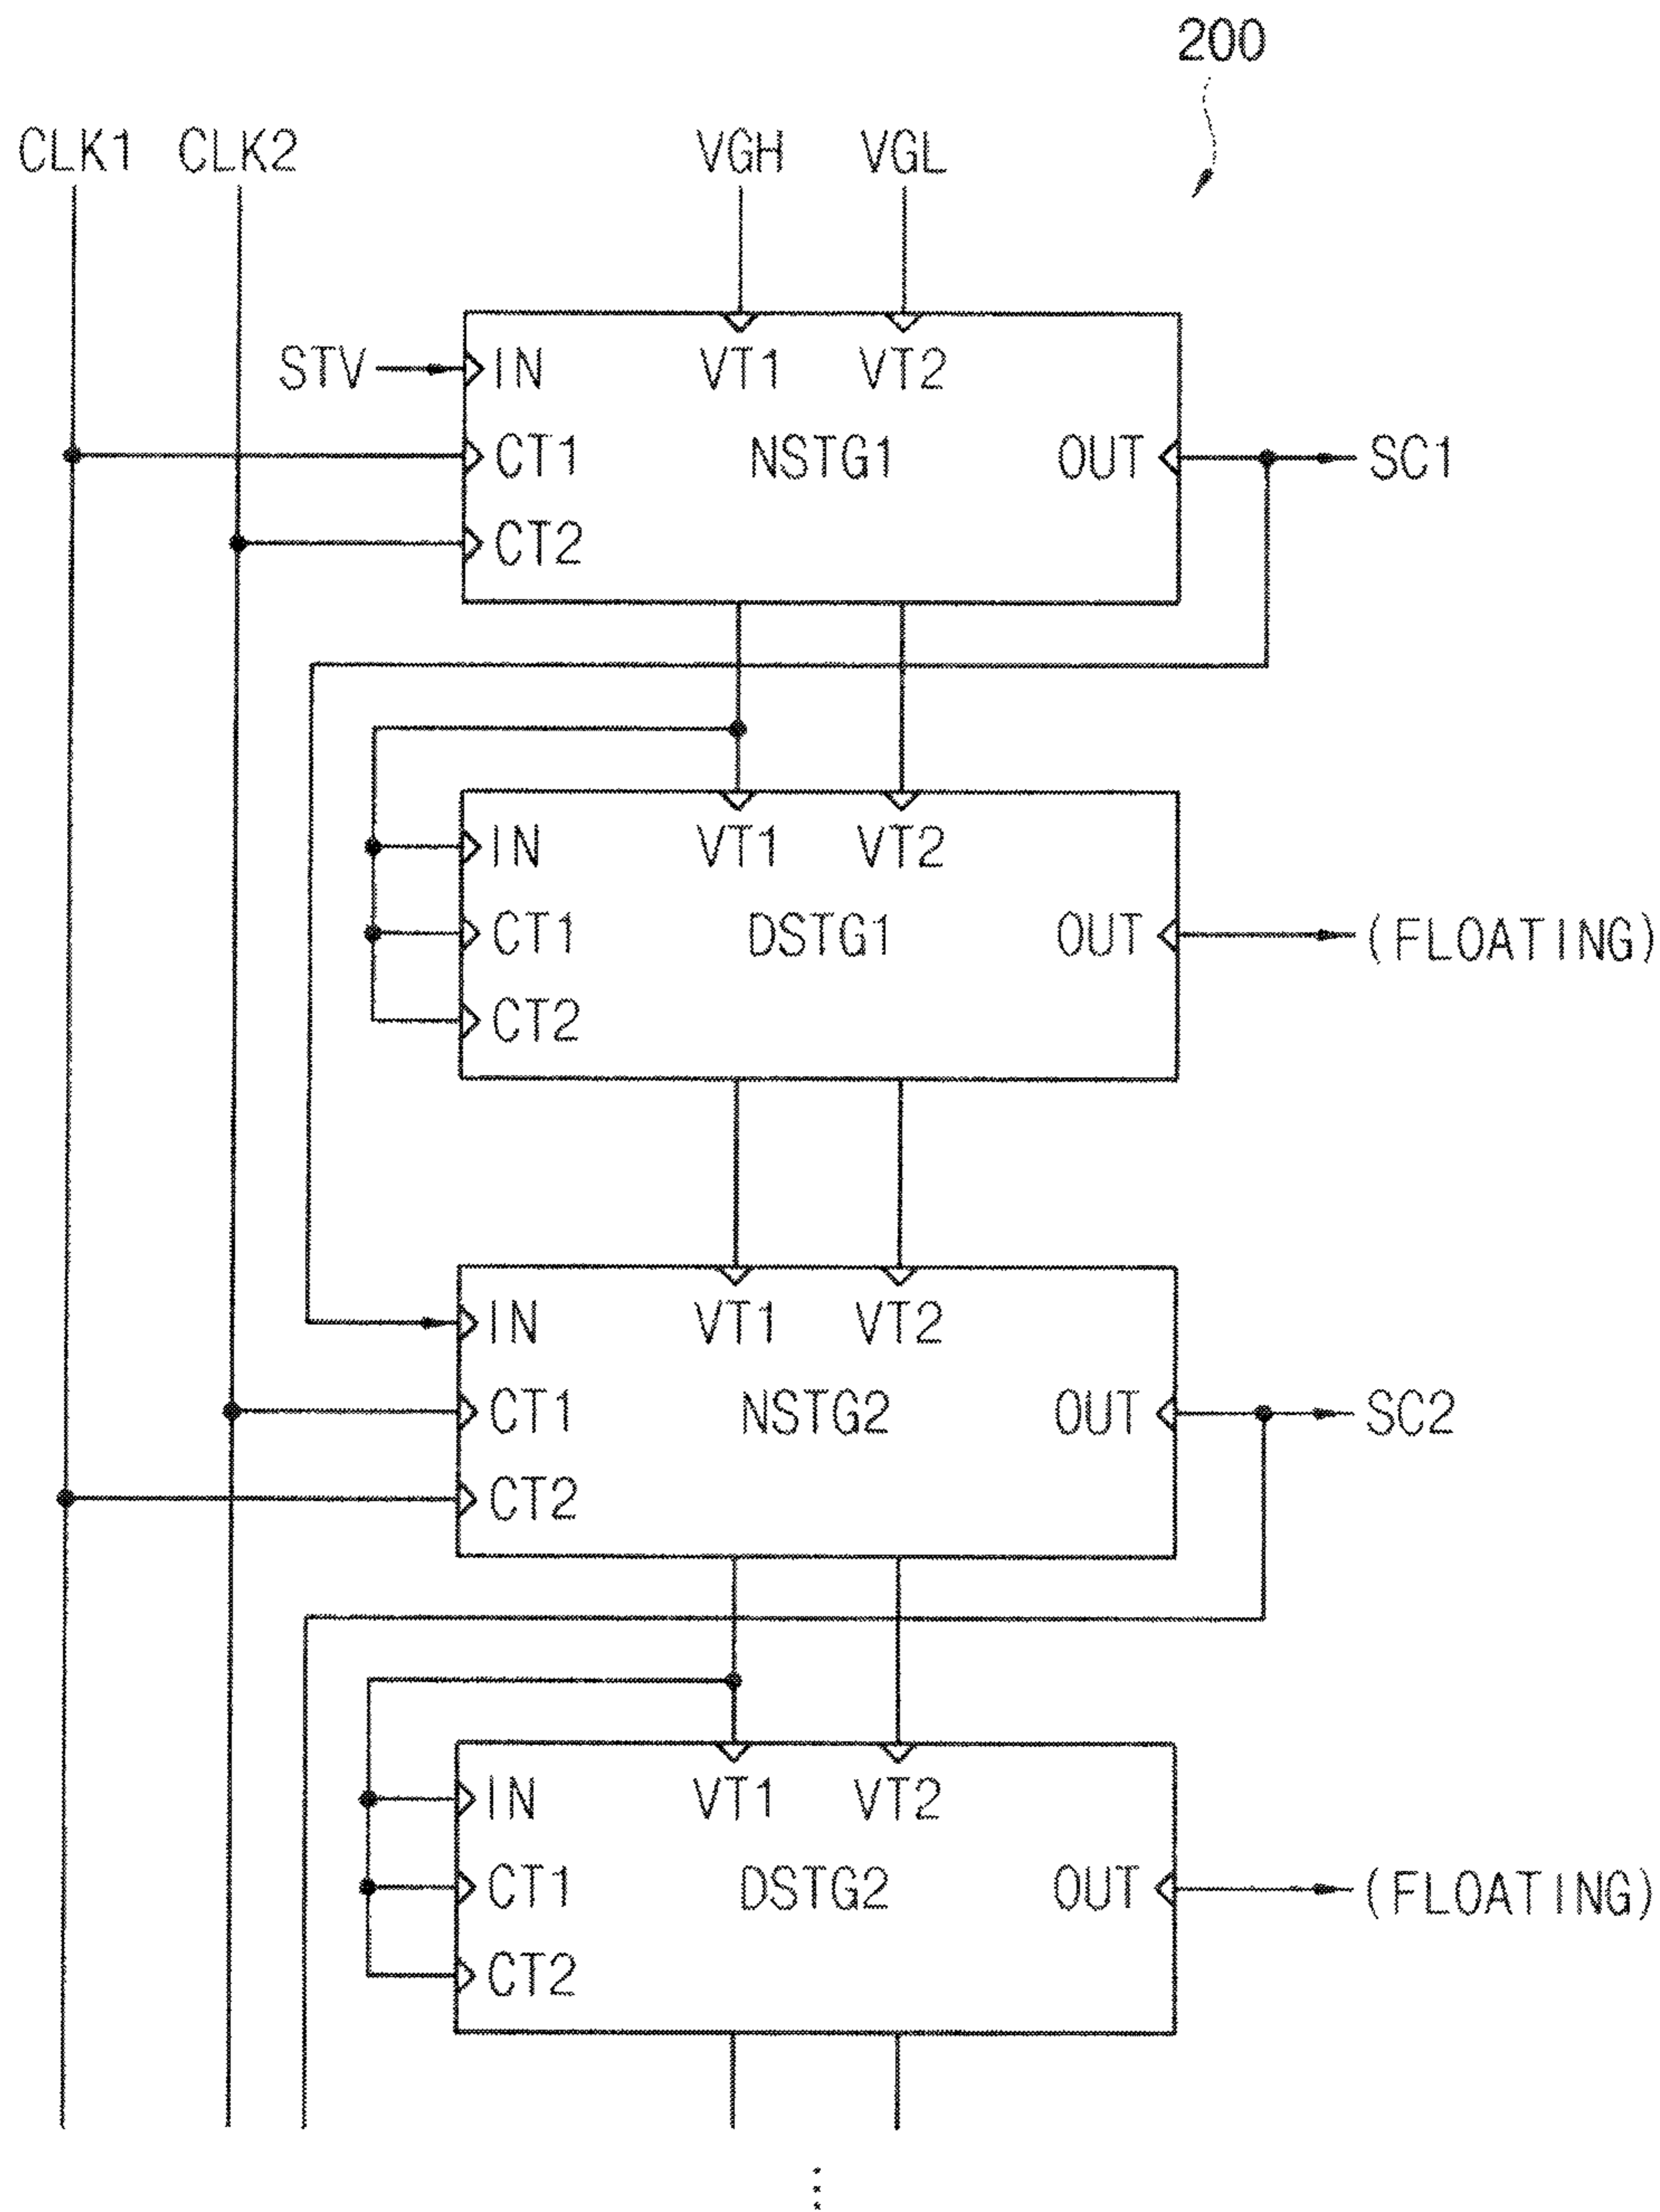 200
CLK1 CLK2 VGH VGL
STV IN VT1 VT2
CT1 NSTG1 OUT SC1
CT2
IN VT1 VT2
CT1 DSTG1 OUT (FLOATING)
CT2
IN VT1 VT2
CT1 NSTG2 OUT SC2
CT2
IN VT1 VT2
CT1 DSTG2 OUT (FLOATING)
CT2